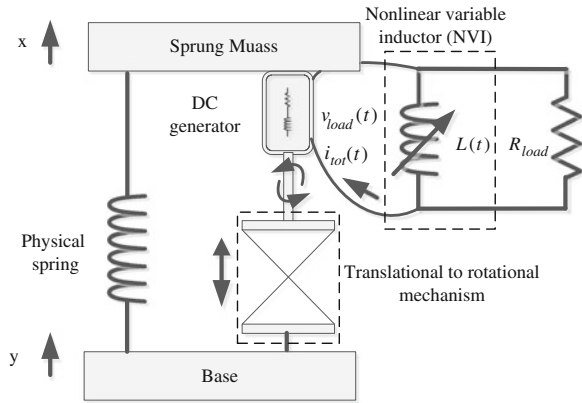 Nonlinear variable
inductor (NVI)
x
Sprung Muass
DC
generator
v_load(t)
i_tot(t)
L(t)
R_load
Physical
spring
Translational to rotational
mechanism
y
Base